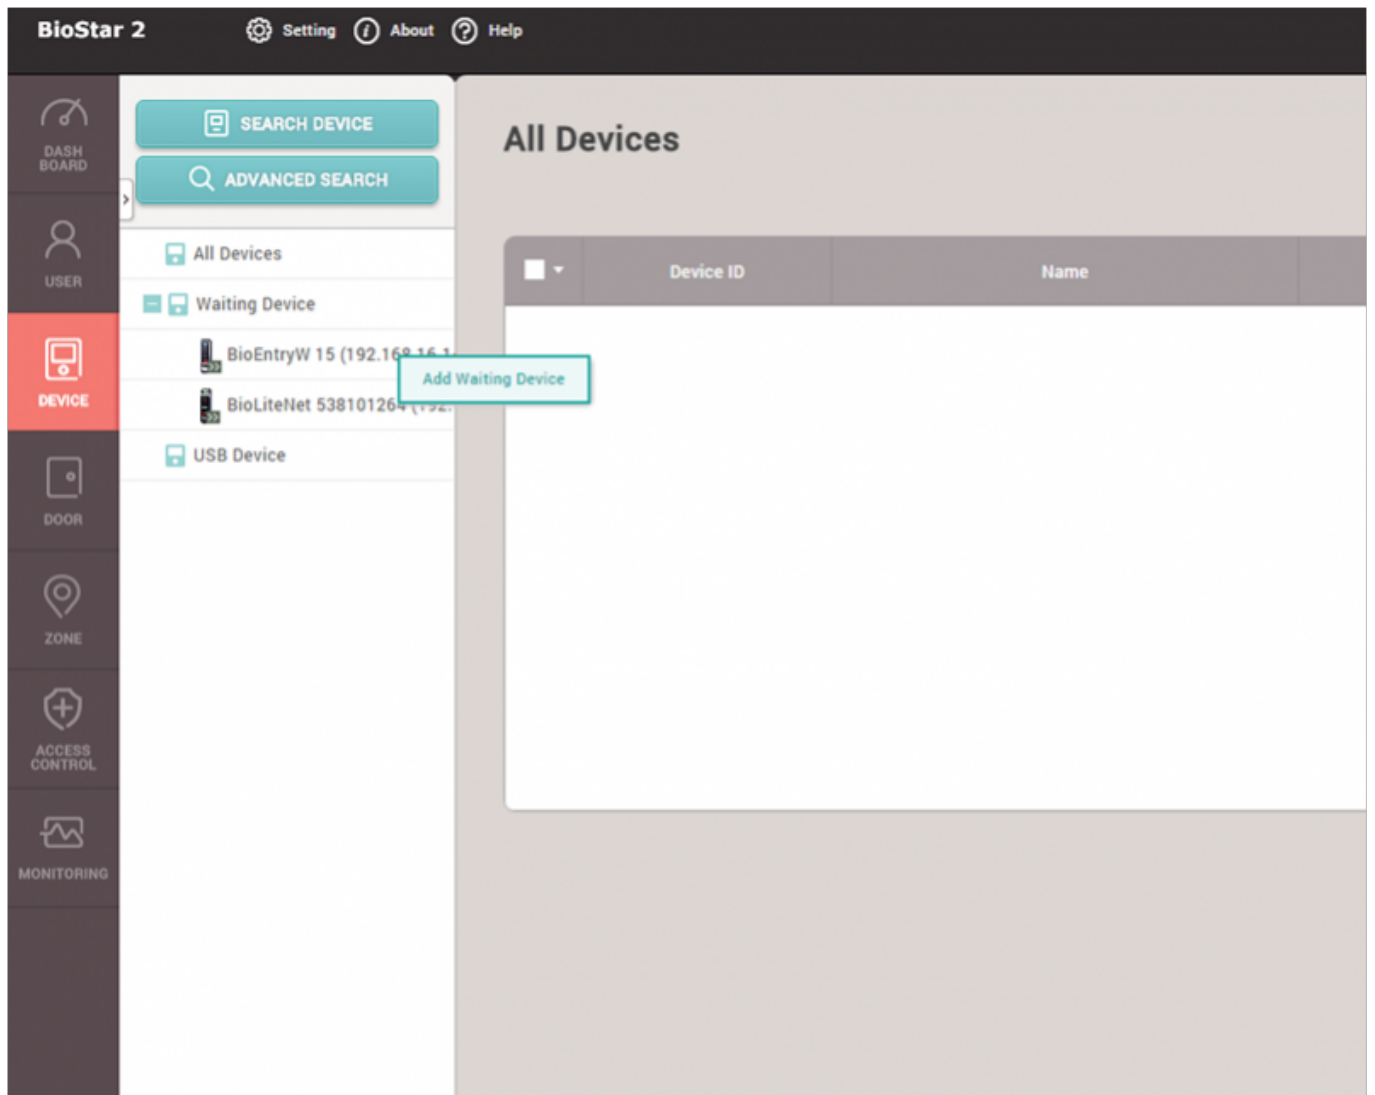 BioStar 2
Setting
About
Help
DASH
BOARD
USER
DEVICE
DOOR
ZONE
ACCESS
CONTROL
MONITORING
SEARCH DEVICE
ADVANCED SEARCH
All Devices
Waiting Device
BioEntryW 15 (192.168.16.1
BioLiteNet 538101264 (192.
USB Device
Add Waiting Device
All Devices
Device ID
Name